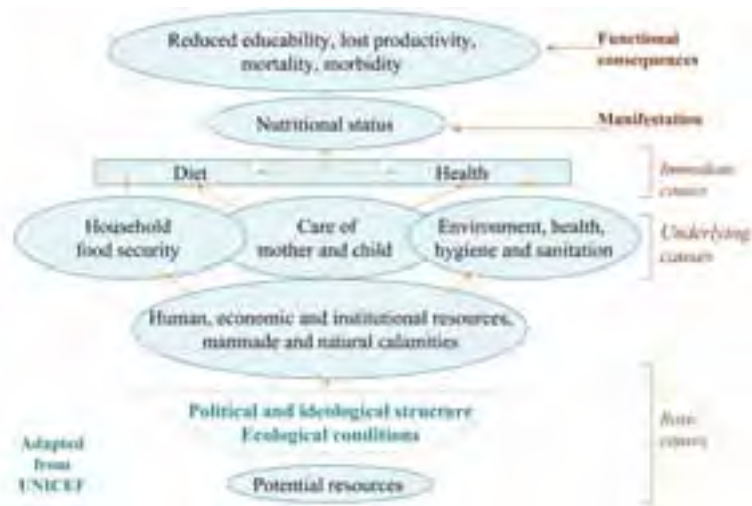 Reduced educability, lost productivity,
mortality, morbidity
Functional
consequences
Nutritional status
Manifestation
Diet
Health
Immediate
causes
Household
food security
Care of
mother and child
Environment, health,
hygiene and sanitation
Underlying
causes
Human, economic and institutional resources,
manmade and natural calamities
Political and ideological structure
Ecological conditions
Adapted
from
UNICEF
causes
Potential resources